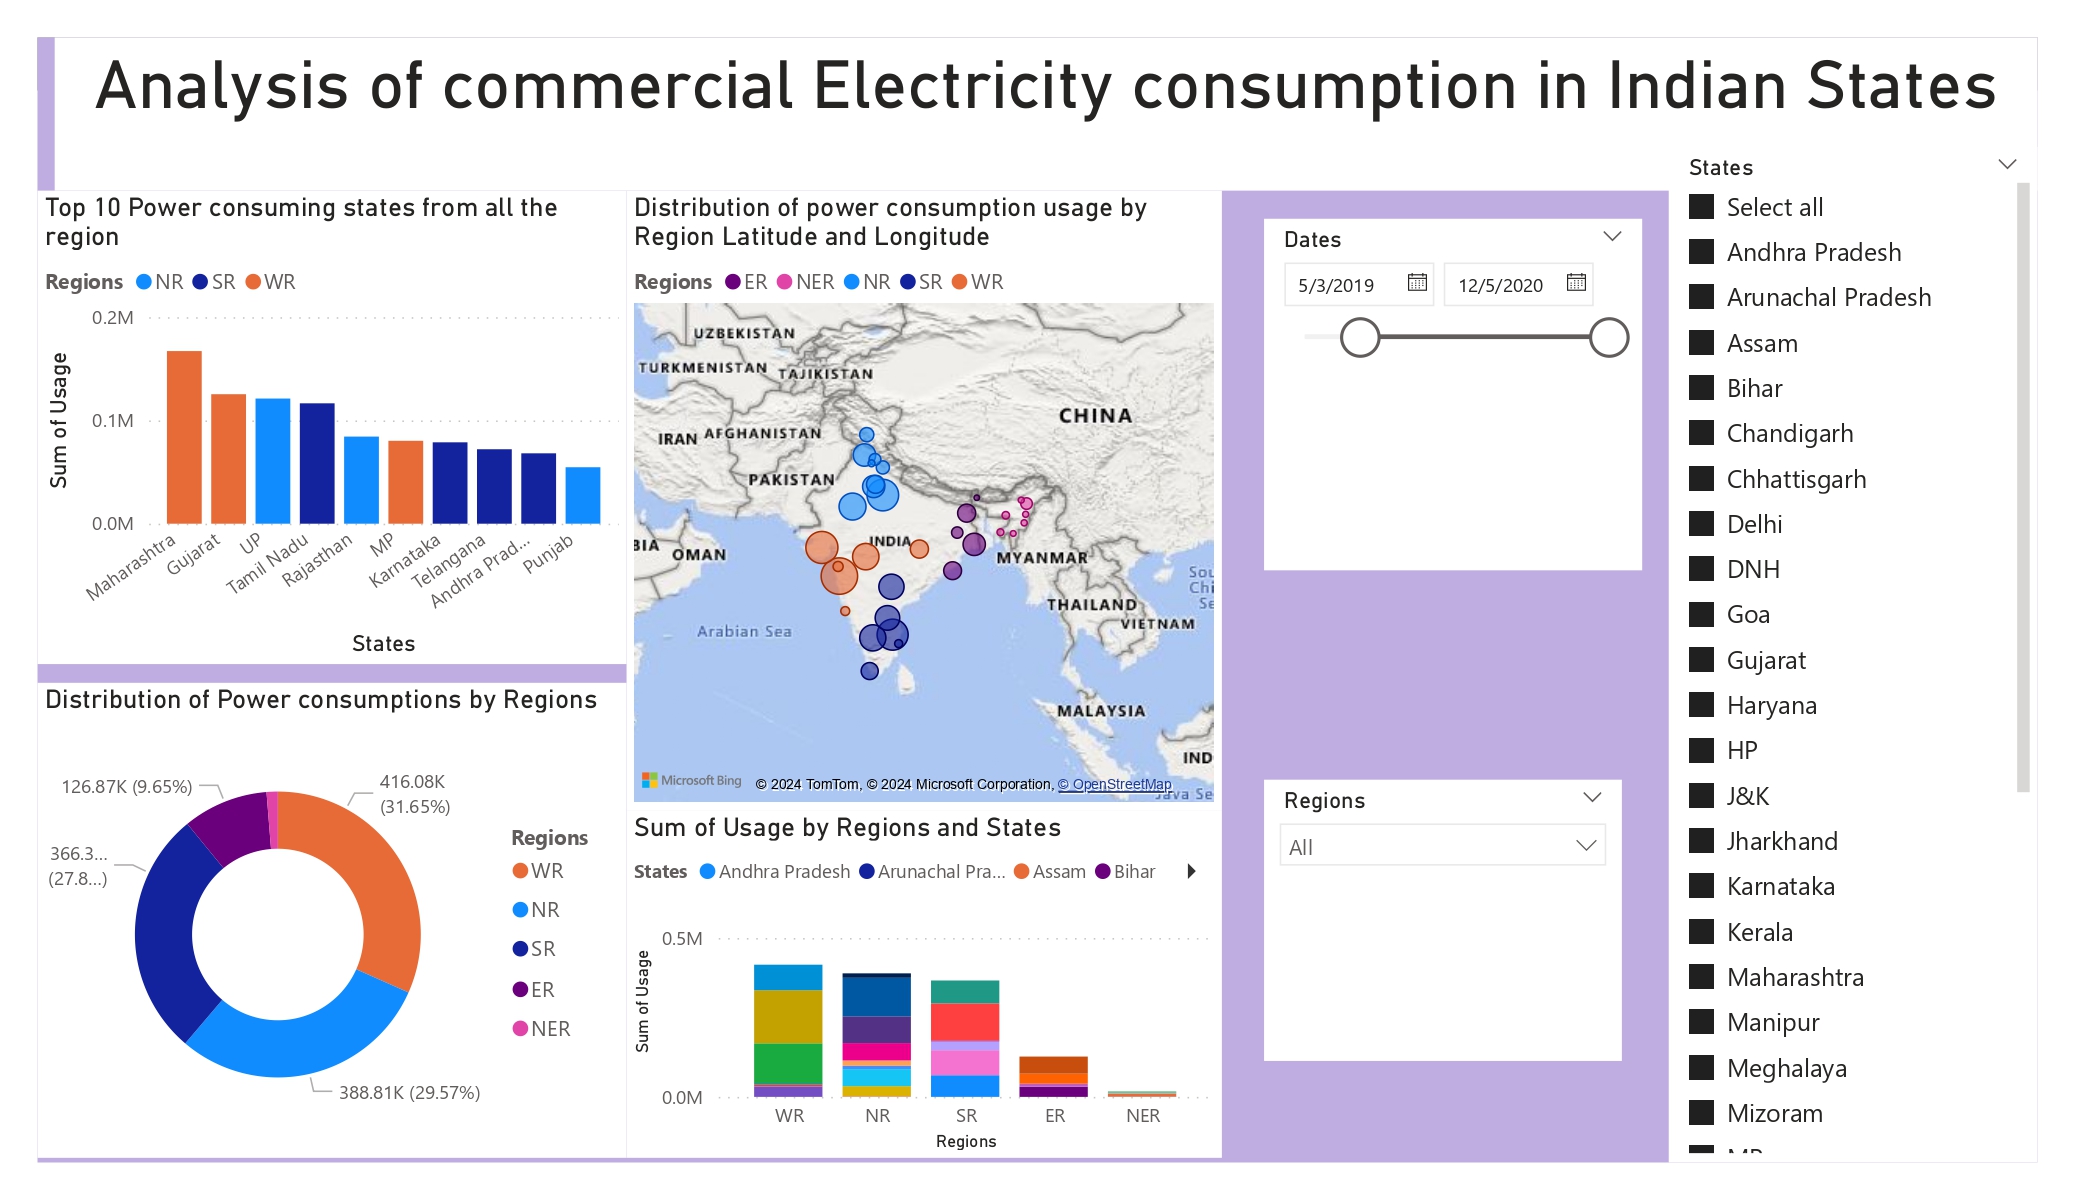 Analysis of commercial Electricity consumption in Indian States
Top 10 Power consuming states from all the
region
Regions NR SR WR
0.2M
0.1M
0.0M
Sum of Usage
Maharashtra
Gujarat
UP
Tamil Nadu
Rajasthan
MP
Karnataka
Telangana
Andhra Prad...
Punjab
States
Distribution of Power consumptions by Regions
126.87K (9.65%)
416.08K
(31.65%)
366.3...
(27.8...)
388.81K (29.57%)
Regions
WR
NR
SR
ER
NER
Distribution of power consumption usage by
Region Latitude and Longitude
Regions ER NER NR SR WR
UZBEKISTAN
TURKMENISTAN
TAJIKISTAN
CHINA
IRAN
AFGHANISTAN
PAKISTAN
INDIA
BIA
OMAN
MYANMAR
Sou
Chi
Se
THAILAND
VIETNAM
Arabian Sea
MALAYSIA
IND
Java Se
Microsoft Bing
© 2024 TomTom, © 2024 Microsoft Corporation, © OpenStreetMap
Sum of Usage by Regions and States
States Andhra Pradesh Arunachal Pra... Assam Bihar
0.5M
0.0M
Sum of Usage
WR NR SR ER NER
Regions
Dates
5/3/2019 12/5/2020
Regions
All
States
Select all
Andhra Pradesh
Arunachal Pradesh
Assam
Bihar
Chandigarh
Chhattisgarh
Delhi
DNH
Goa
Gujarat
Haryana
HP
J&K
Jharkhand
Karnataka
Kerala
Maharashtra
Manipur
Meghalaya
Mizoram